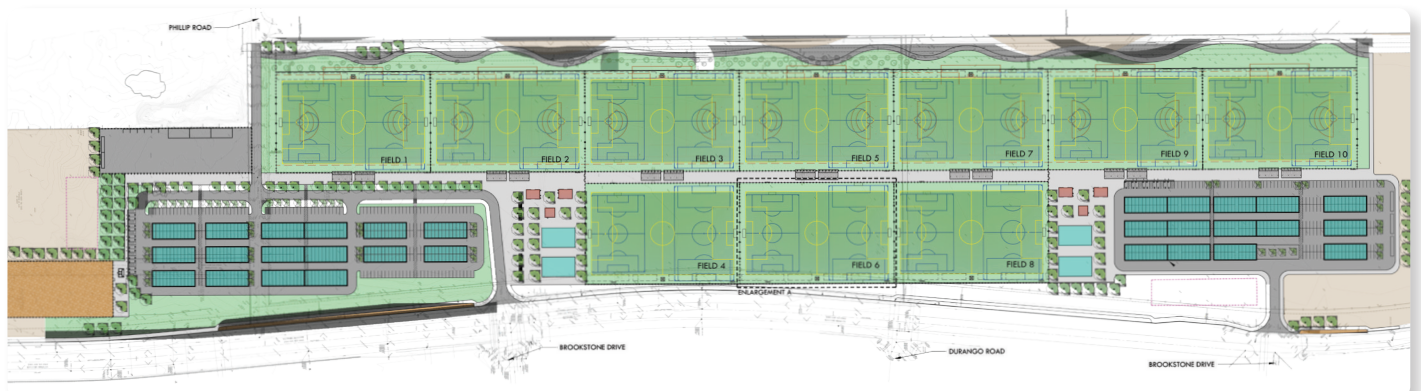 PHILLIP ROAD
FIELD 1
FIELD 2
FIELD 3
FIELD 5
FIELD 7
FIELD 9
FIELD 10
FIELD 4
FIELD 6
FIELD 8
ENLARGEMENT A
BROOKSTONE DRIVE
DURANGO ROAD
BROOKSTONE DRIVE